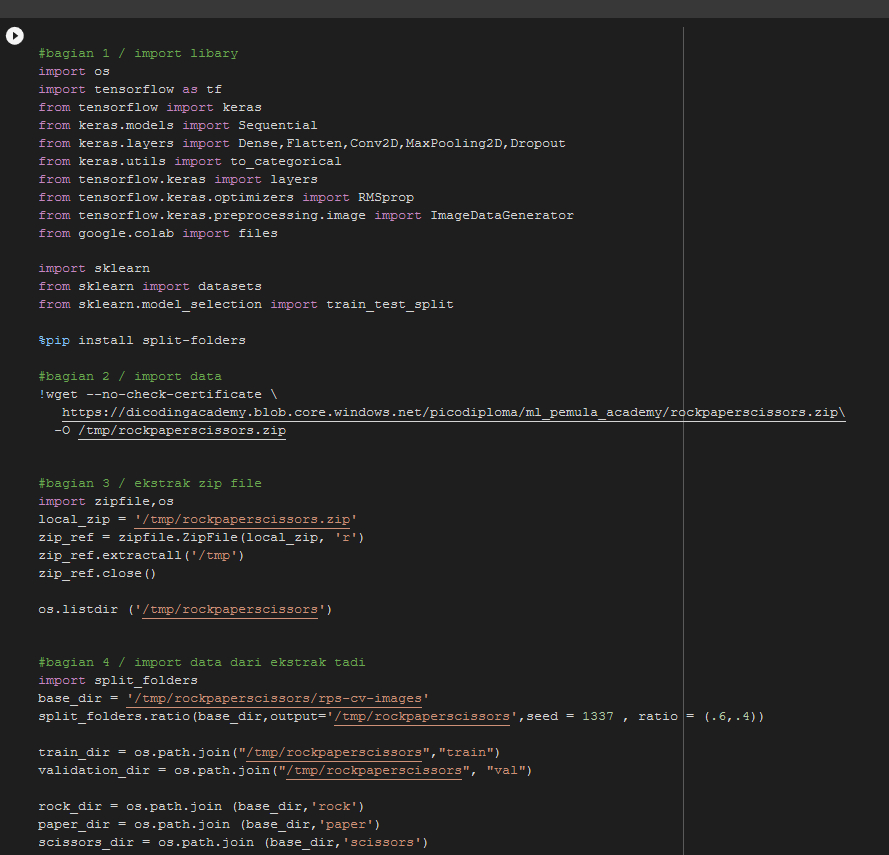 #bagian 1 / import libary
import os
import tensorflow as tf
from tensorflow import keras
from keras.models import Sequential
from keras.layers import Dense,Flatten,Conv2D,MaxPooling2D,Dropout
from keras.utils import to_categorical
from tensorflow.keras import layers
from tensorflow.keras.optimizers import RMSprop
from tensorflow.keras.preprocessing.image import ImageDataGenerator
from google.colab import files
import sklearn
from sklearn import datasets
from sklearn.model_selection import train_test_split
%pip install split-folders
#bagian 2 / import data
!wget --no-check-certificate \
https://dicodingacademy.blob.core.windows.net/picodiploma/ml_pemula_academy/rockpaperscissors.zip\
-O /tmp/rockpaperscissors.zip
#bagian 3 / ekstrak zip file
import zipfile,os
local_zip = '/tmp/rockpaperscissors.zip'
zip_ref = zipfile.ZipFile(local_zip, 'r')
zip_ref.extractall('/tmp')
zip_ref.close()
os.listdir ('/tmp/rockpaperscissors')
#bagian 4 / import data dari ekstrak tadi
import split_folders
base_dir = '/tmp/rockpaperscissors/rps-cv-images'
split_folders.ratio(base_dir,output='/tmp/rockpaperscissors',seed = 1337 , ratio = (.6,.4))
train_dir = os.path.join("/tmp/rockpaperscissors","train")
validation_dir = os.path.join("/tmp/rockpaperscissors", "val")
rock_dir = os.path.join (base_dir,'rock')
paper_dir = os.path.join (base_dir,'paper')
scissors_dir = os.path.join (base_dir,'scissors')